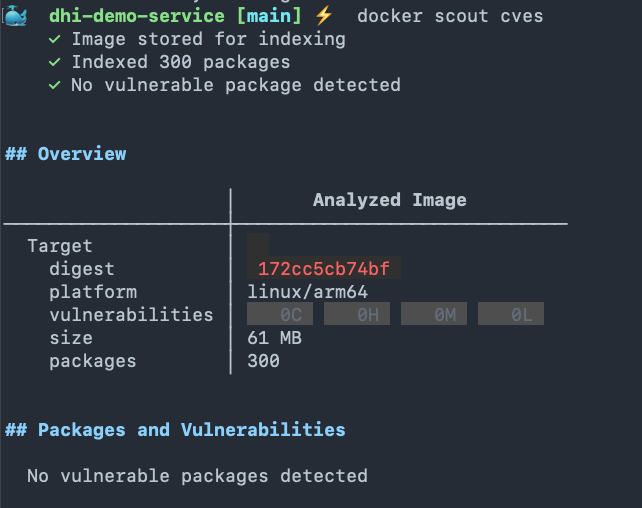 dhi-demo-service [main] ⚡ docker scout cves
✓ Image stored for indexing
✓ Indexed 300 packages
✓ No vulnerable package detected
## Overview
Analyzed Image
Target
digest 172cc5cb74bf
platform linux/arm64
vulnerabilities 0C 0H 0M 0L
size 61 MB
packages 300
## Packages and Vulnerabilities
No vulnerable packages detected